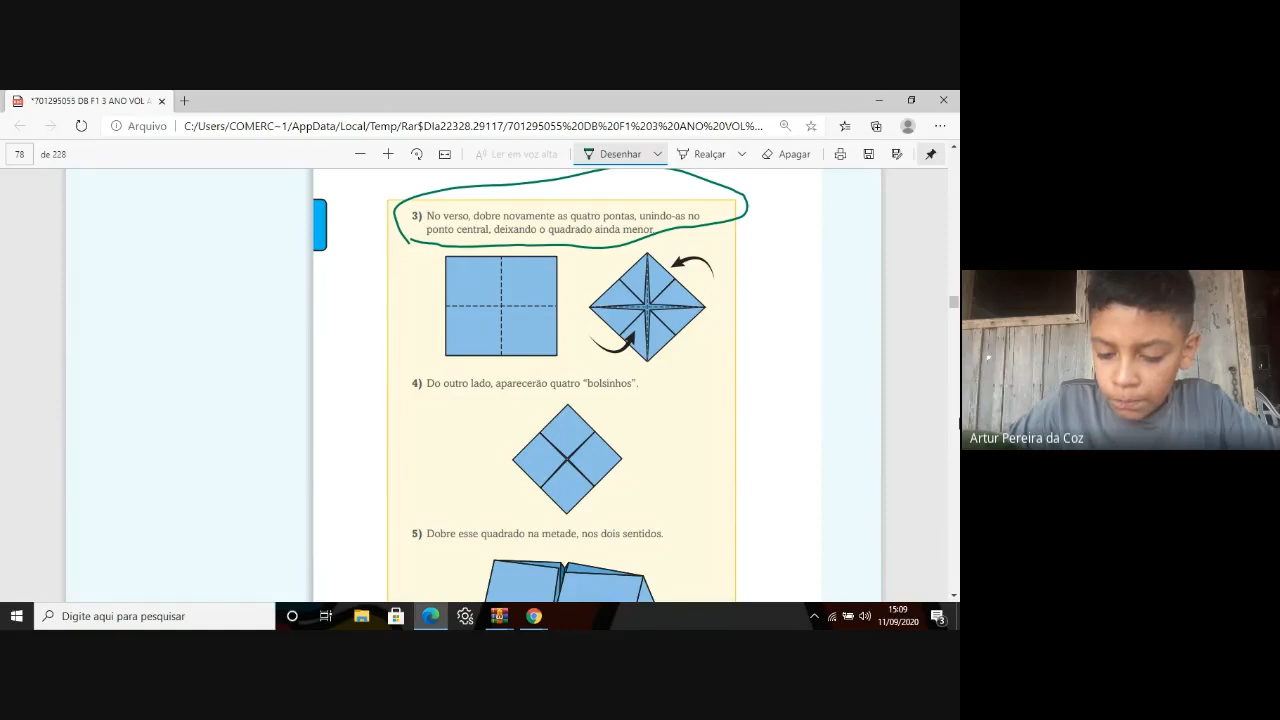 *701295055 DB F1 3 ANO VOL A
Arquivo
C:/Users/COMERC~1/AppData/Local/Temp/Rar$DIa22328.29117/701295055%20DB%20F1%203%20ANO%20VOL%...
78 de 228
Ler em voz alta
Desenhar
Realçar
Apagar
3) No verso, dobre novamente as quatro pontas, unindo-as no
ponto central, deixando o quadrado ainda menor.
4) Do outro lado, aparecerão quatro “bolsinhos”.
5) Dobre esse quadrado na metade, nos dois sentidos.
Artur Pereira da Coz
Digite aqui para pesquisar
15:09
11/09/2020
3